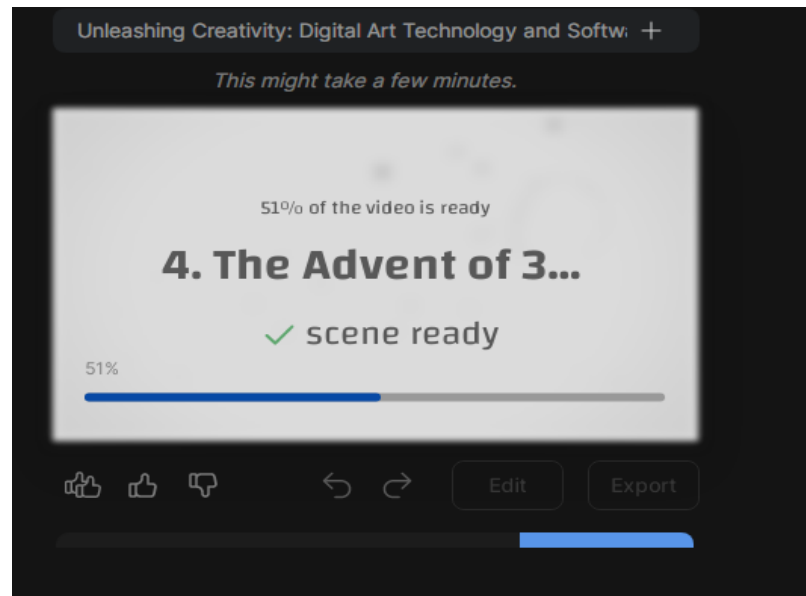 Unleashing Creativity: Digital Art Technology and Softw
This might take a few minutes.
51% of the video is ready
4. The Advent of 3...
scene ready
51%
Edit
Export